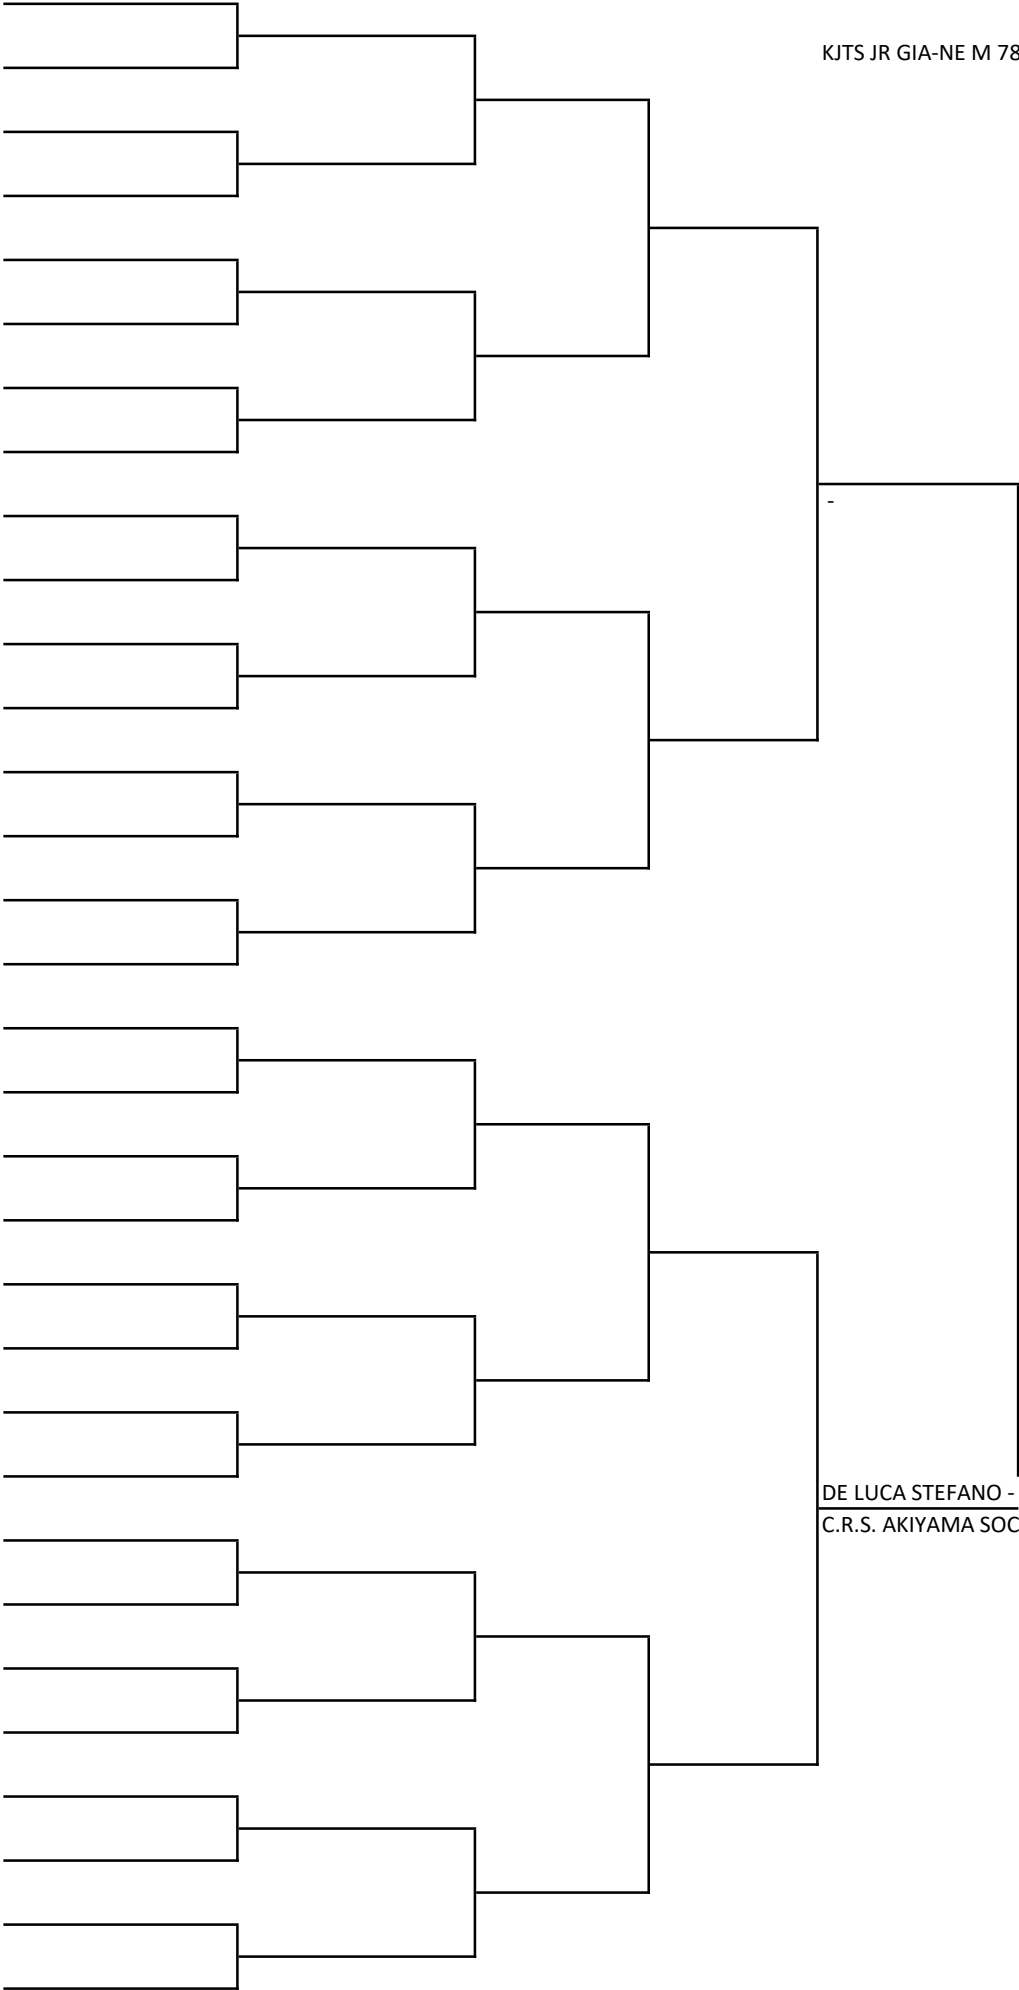 KJTS JR GIA-NE M 78
-
DE LUCA STEFANO -
C.R.S. AKIYAMA SOC